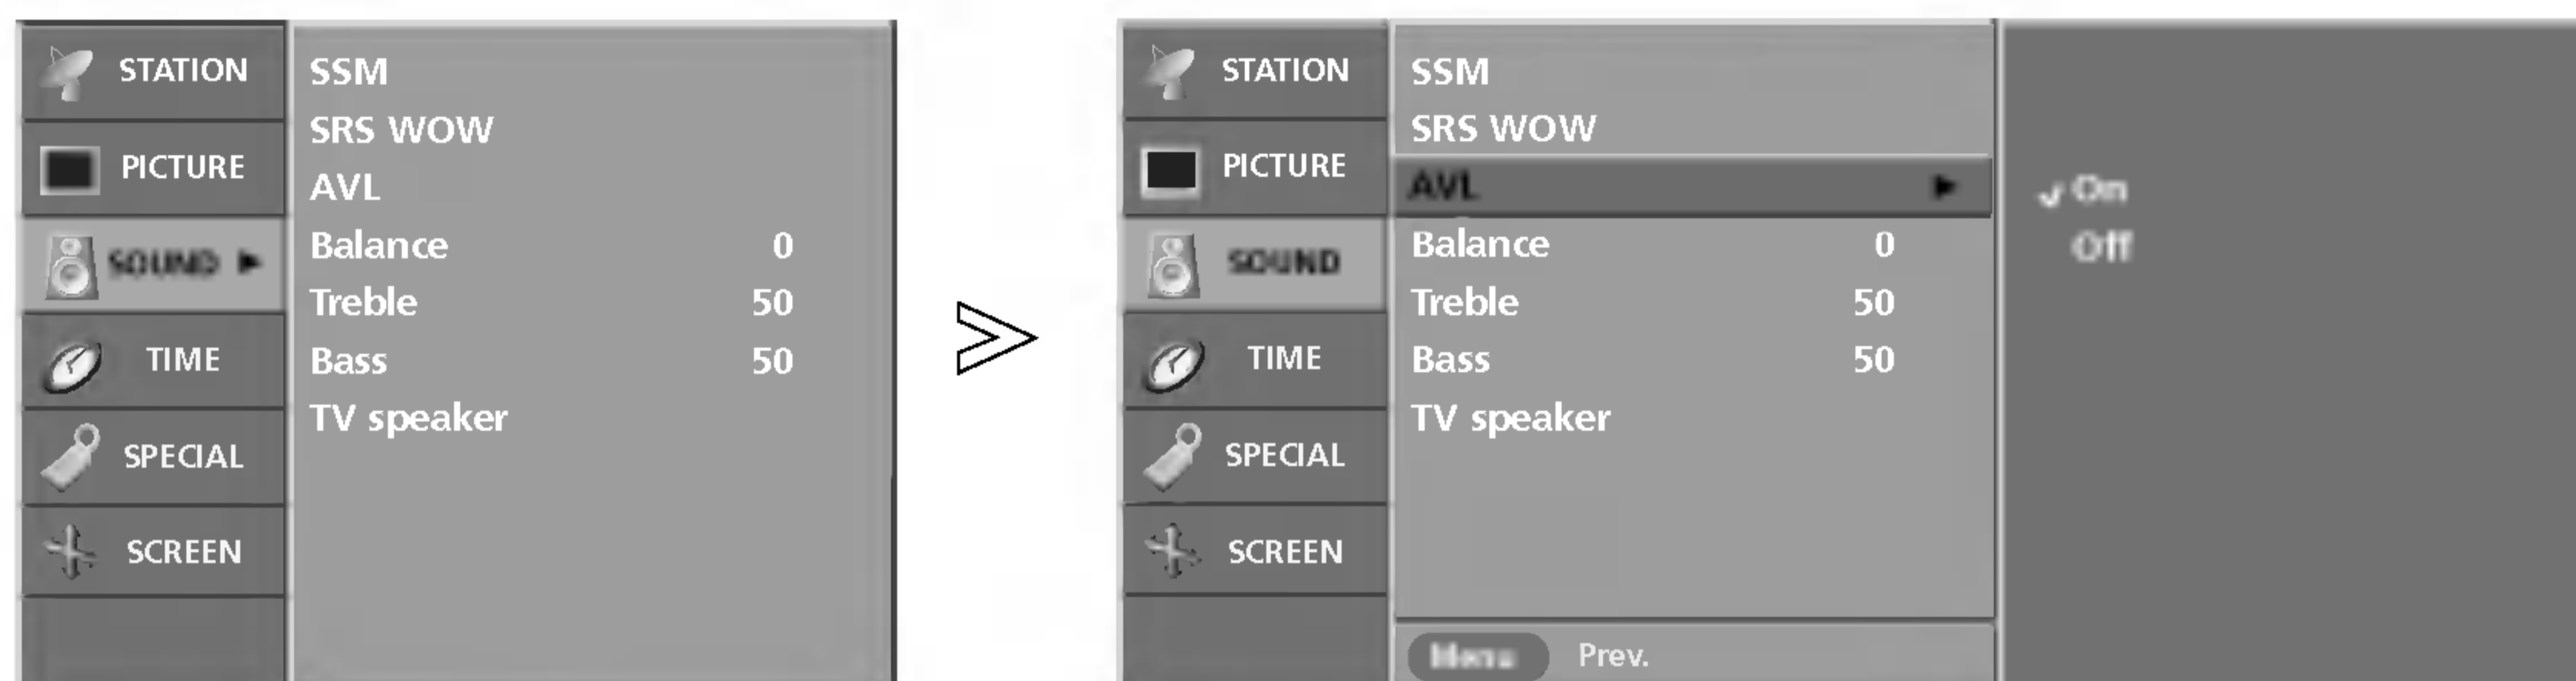 STATION
PICTURE
SOUND
TIME
SPECIAL
SCREEN
SSM
SRS WOW
AVL
Balance 0
Treble 50
Bass 50
TV speaker
STATION
PICTURE
SOUND
TIME
SPECIAL
SCREEN
SSM
SRS WOW
AVL
Balance 0
Treble 50
Bass 50
TV speaker
Menu Prev.
On
Off